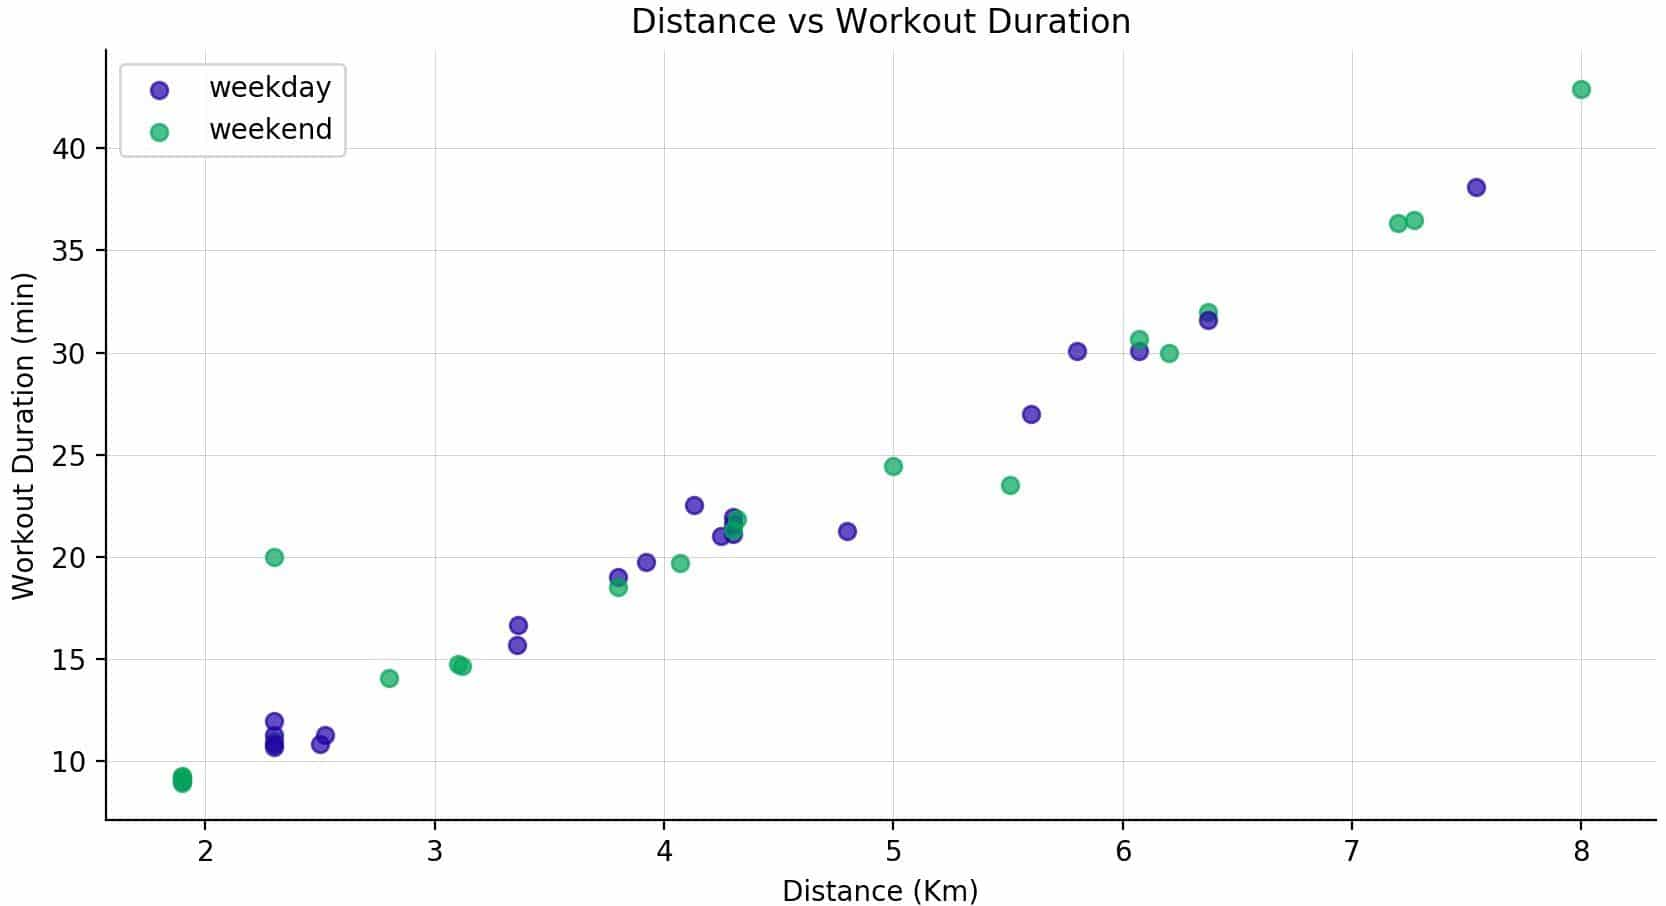 Distance vs Workout Duration
weekday
weekend
40
35
30
25
20
15
10
Workout Duration (min)
2 3 4 5 6 7 8
Distance (Km)